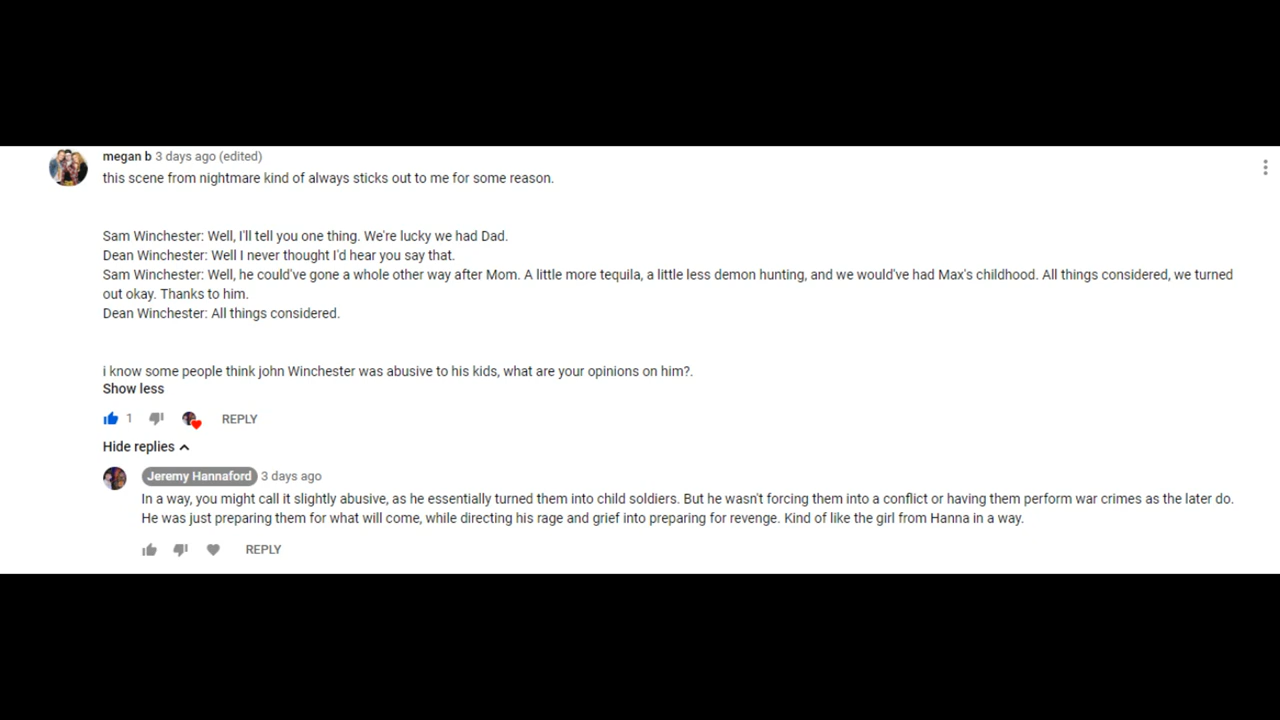 megan b 3 days ago (edited)
this scene from nightmare kind of always sticks out to me for some reason.
Sam Winchester: Well, I'll tell you one thing. We're lucky we had Dad.
Dean Winchester: Well I never thought I'd hear you say that.
Sam Winchester: Well, he could've gone a whole other way after Mom. A little more tequila, a little less demon hunting, and we would've had Max's childhood. All things considered, we turned
out okay. Thanks to him.
Dean Winchester: All things considered.
i know some people think john Winchester was abusive to his kids, what are your opinions on him?.
Show less
1 REPLY
Hide replies
Jeremy Hannaford 3 days ago
In a way, you might call it slightly abusive, as he essentially turned them into child soldiers. But he wasn't forcing them into a conflict or having them perform war crimes as the later do.
He was just preparing them for what will come, while directing his rage and grief into preparing for revenge. Kind of like the girl from Hanna in a way.
REPLY